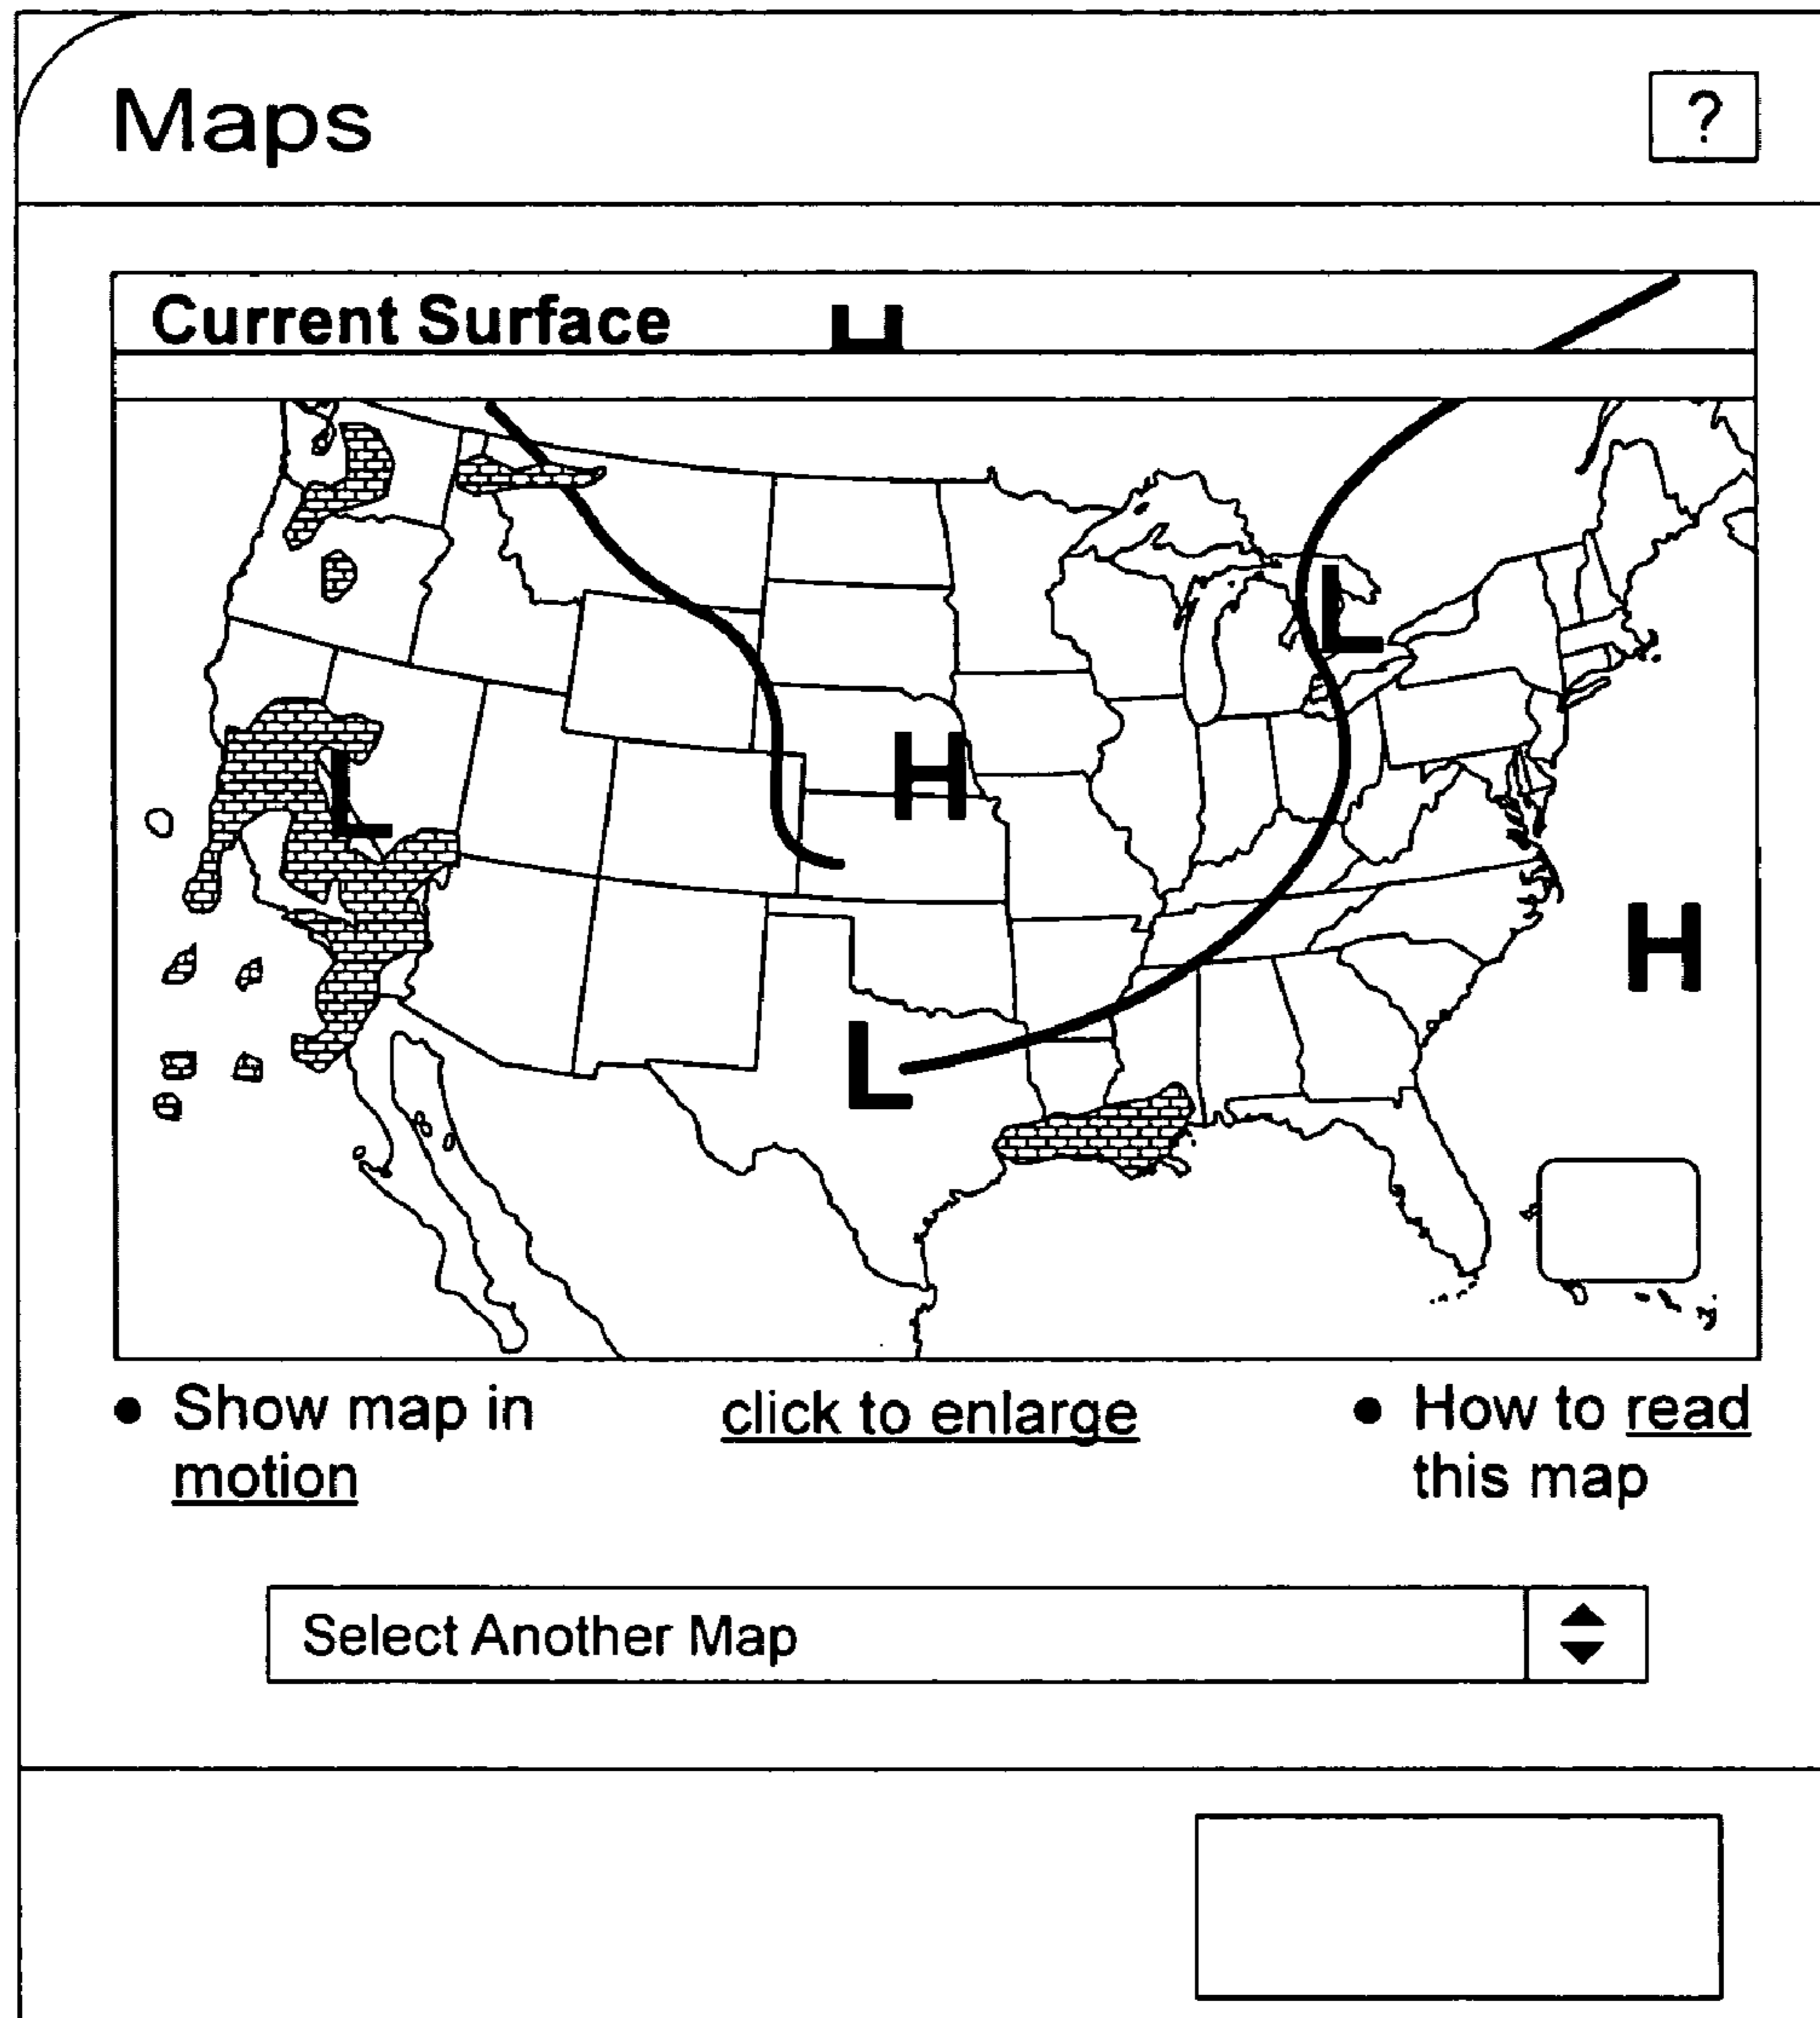 Maps
?
Current Surface
H
L
L
H
H
L
Show map in
motion
click to enlarge
How to read
this map
Select Another Map